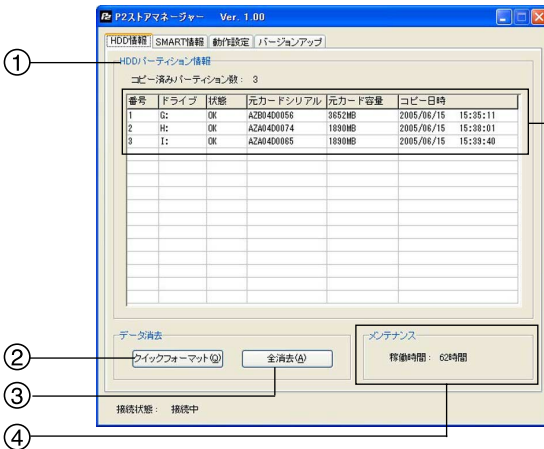 P2ストアマネージャー Ver. 1.00
HDD情報 SMART情報 動作設定 バージョンアップ
①
HDDパーティション情報
コピー済みパーティション数： 3
番号 ドライブ 状態 元カードシリアル 元カード容量 コピー日時
1 G: OK AZB04D0056 3652MB 2005/06/15 15:35:11
2 H: OK AZA04D0074 1890MB 2005/06/15 15:38:01
3 I: OK AZA04D0065 1890MB 2005/06/15 15:39:40
データ消去
メンテナンス
②
クイックフォーマット(Q) 全消去(A)
稼働時間： 62時間
③
接続状態： 接続中
④